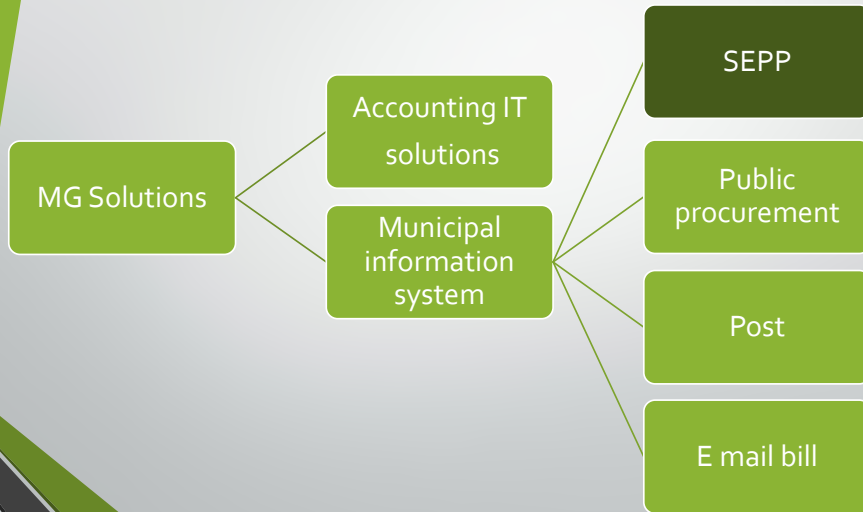 MG Solutions
Accounting IT
solutions
Municipal
information
system
SEPP
Public
procurement
Post
E mail bill